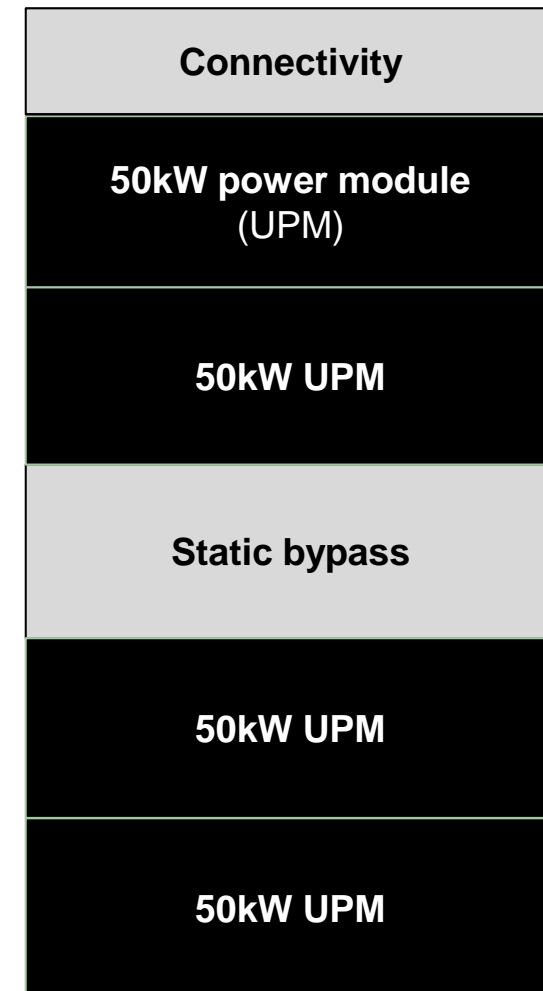 Connectivity
50kW power module
(UPM)
50kW UPM
Static bypass
50kW UPM
50kW UPM